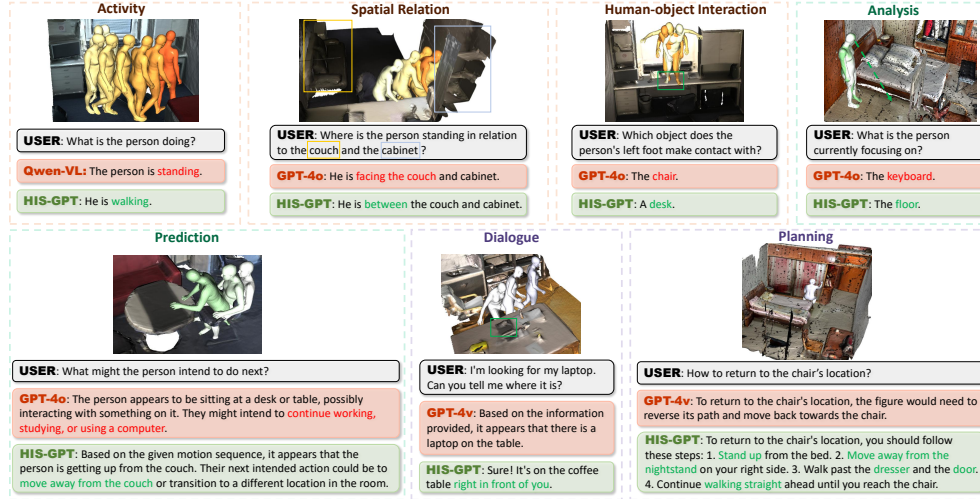 Activity
USER: What is the person doing?
Qwen-VL: The person is standing.
HIS-GPT: He is walking.
Spatial Relation
USER: Where is the person standing in relation
to the couch and the cabinet ?
GPT-4o: He is facing the couch and cabinet.
HIS-GPT: He is between the couch and cabinet.
Human-object Interaction
USER: Which object does the
person's left foot make contact with?
GPT-4o: The chair.
HIS-GPT: A desk.
Analysis
USER: What is the person
currently focusing on?
GPT-4o: The keyboard.
HIS-GPT: The floor.
Prediction
USER: What might the person intend to do next?
GPT-4o: The person appears to be sitting at a desk or table, possibly
interacting with something on it. They might intend to continue working,
studying, or using a computer.
HIS-GPT: Based on the given motion sequence, it appears that the
person is getting up from the couch. Their next intended action could be to
move away from the couch or transition to a different location in the room.
Dialogue
USER: I'm looking for my laptop.
Can you tell me where it is?
GPT-4v: Based on the information
provided, it appears that there is a
laptop on the table.
HIS-GPT: Sure! It's on the coffee
table right in front of you.
Planning
USER: How to return to the chair's location?
GPT-4v: To return to the chair's location, the figure would need to
reverse its path and move back towards the chair.
HIS-GPT: To return to the chair's location, you should follow
these steps: 1. Stand up from the bed. 2. Move away from the
nightstand on your right side. 3. Walk past the dresser and the door.
4. Continue walking straight ahead until you reach the chair.